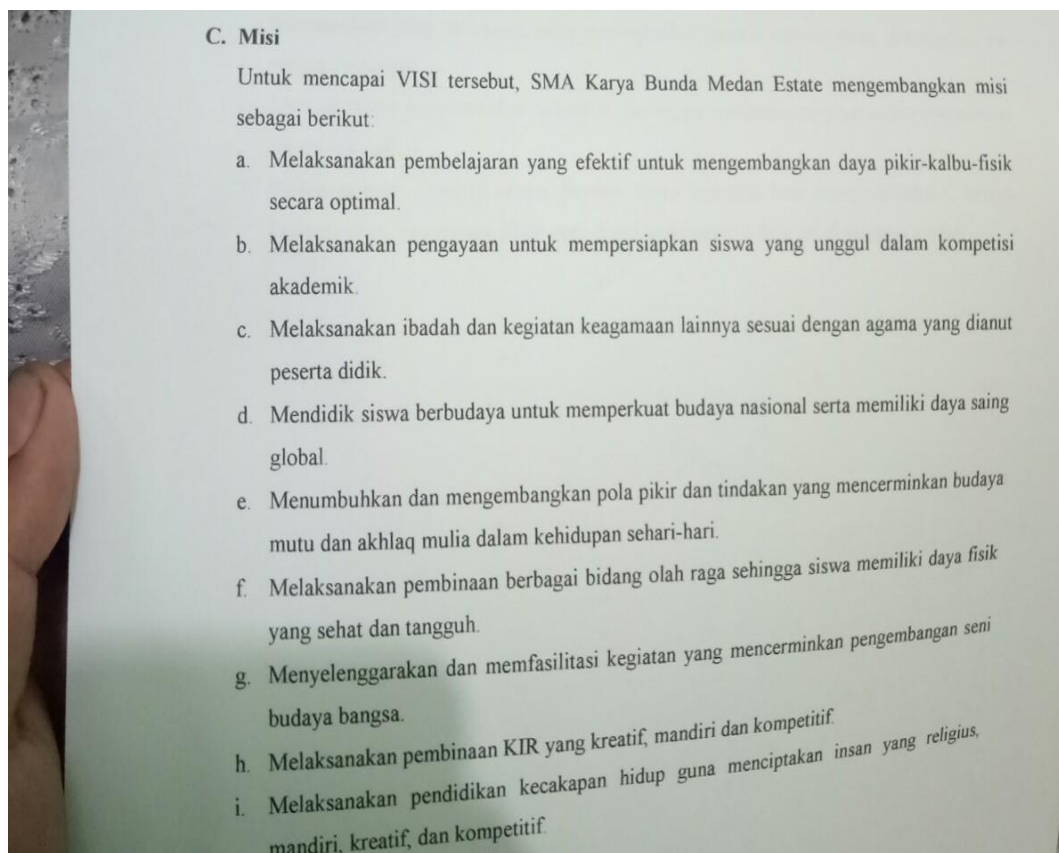 C. Misi
Untuk mencapai VISI tersebut, SMA Karya Bunda Medan Estate mengembangkan misi
sebagai berikut:
a. Melaksanakan pembelajaran yang efektif untuk mengembangkan daya pikir-kalbu-fisik
secara optimal.
b. Melaksanakan pengayaan untuk mempersiapkan siswa yang unggul dalam kompetisi
akademik.
c. Melaksanakan ibadah dan kegiatan keagamaan lainnya sesuai dengan agama yang dianut
peserta didik.
d. Mendidik siswa berbudaya untuk memperkuat budaya nasional serta memiliki daya saing
global.
e. Menumbuhkan dan mengembangkan pola pikir dan tindakan yang mencerminkan budaya
mutu dan akhlaq mulia dalam kehidupan sehari-hari.
f. Melaksanakan pembinaan berbagai bidang olah raga sehingga siswa memiliki daya fisik
yang sehat dan tangguh.
g. Menyelenggarakan dan memfasilitasi kegiatan yang mencerminkan pengembangan seni
budaya bangsa.
h. Melaksanakan pembinaan KIR yang kreatif, mandiri dan kompetitif.
i. Melaksanakan pendidikan kecakapan hidup guna menciptakan insan yang religius,
mandiri, kreatif, dan kompetitif.